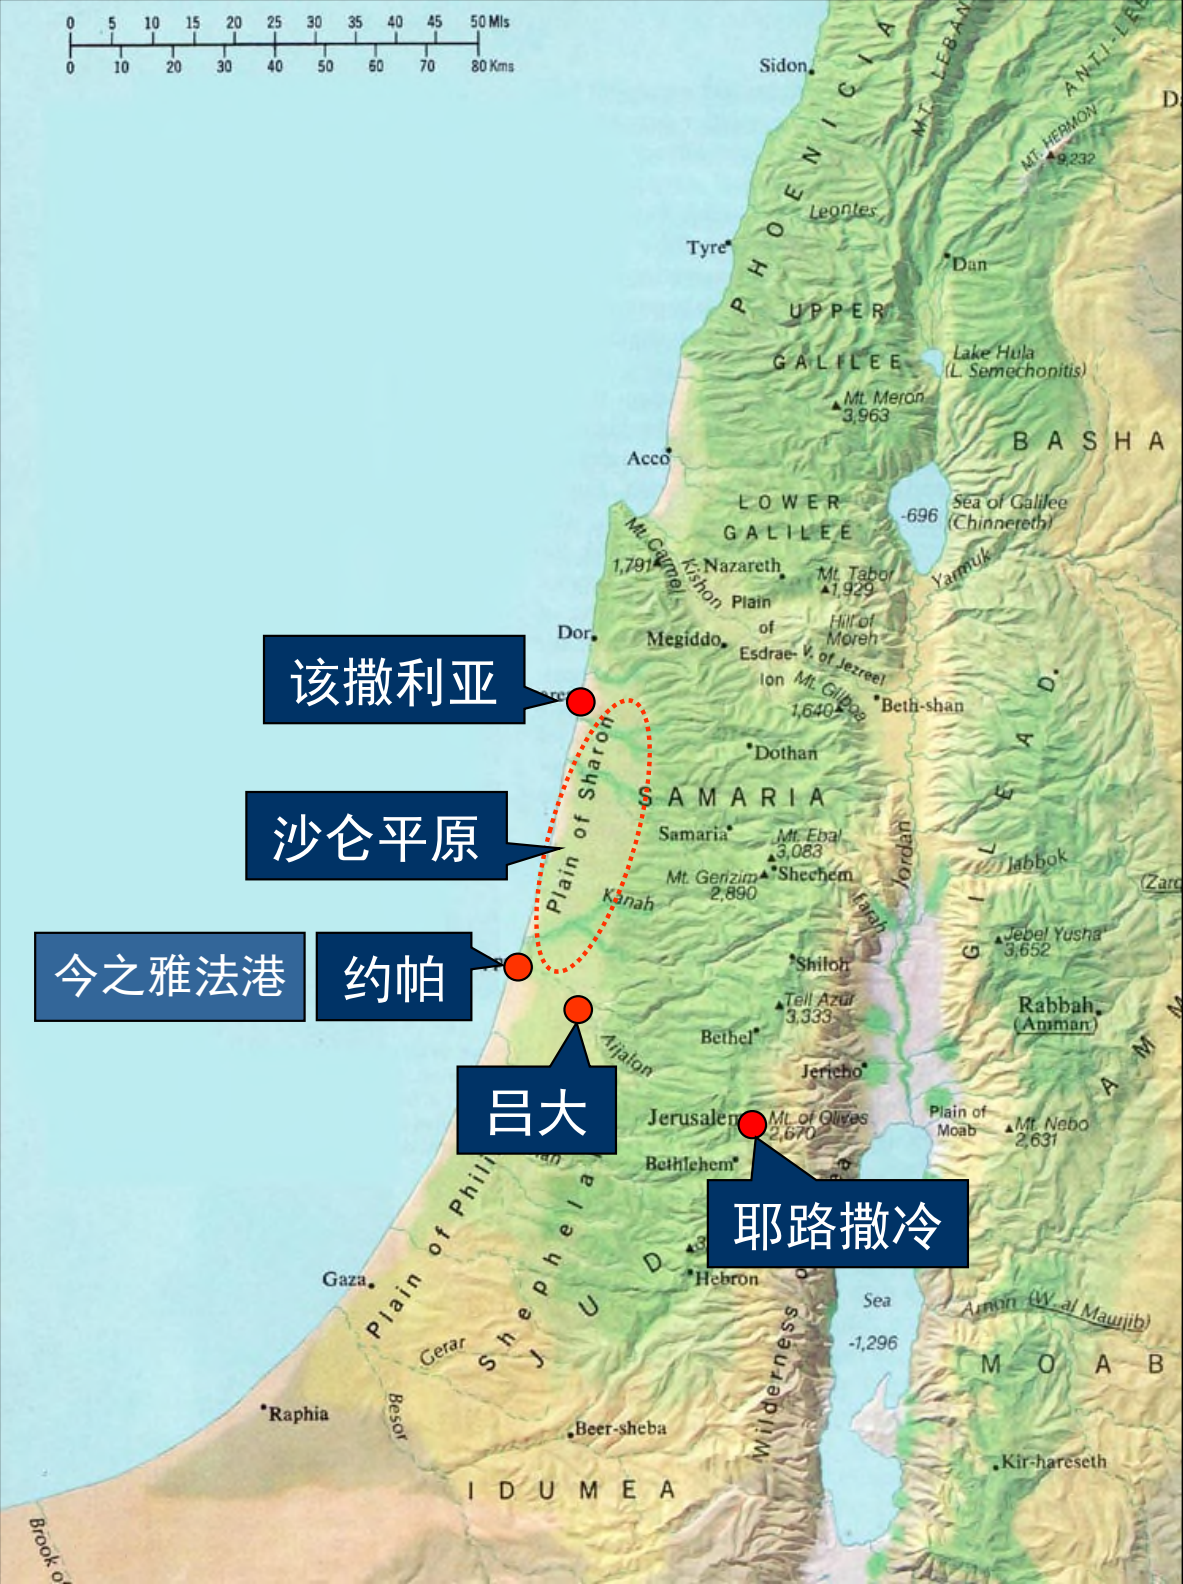 0 5 10 15 20 25 30 35 40 45 50 Mls
0 10 20 30 40 50 60 70 80 Kms
Sidon
PHOENICIA
MT. LEBAN
MT. HERMON
9,232
Leontes
Tyre
Dan
UPPER
GALILEE
Lake Hula
(L. Semechonitis)
Mt. Meron
3,963
BASHA
Acco
LOWER
GALILEE
-696
Sea of Galilee
(Chinnereth)
Mt. Carmel
1,791
Kishon
Nazareth
Mt. Tabor
1,929
Yarmuk
Plain
of
Esdrae-
lon
Hill of
Moreh
V. of Jezreel
Dor
Megiddo
该撒利亚
Mt. Gilboa
1,640
Beth-shan
GILEAD.
Plain of Sharon
Dothan
SAMARIA
沙仑平原
Samaria
Mt. Ebal
3,083
Mt. Gerizim
2,890
Shechem
Jordan
Jabbok
Kanah
Farah
今之雅法港
约帕
Jebel Yusha'
3,652
Shiloh
Tell Azur
3,333
Rabbah
(Amman)
AMM
Bethel
Aijalon
Jericho
吕大
Jerusalem
Mt. of Olives
2,670
Plain of
Moab
Mt. Nebo
2,631
Bethlehem
耶路撒冷
Plain of Phili
Shephela
JUD
Hebron
Gaza
Wilderness o
Sea
-1,296
Arnon (W. al Maujib)
MOAB
Gerar
Besor
Raphia
Beer-sheba
Kir-hareseth
IDUMEA
Brook of